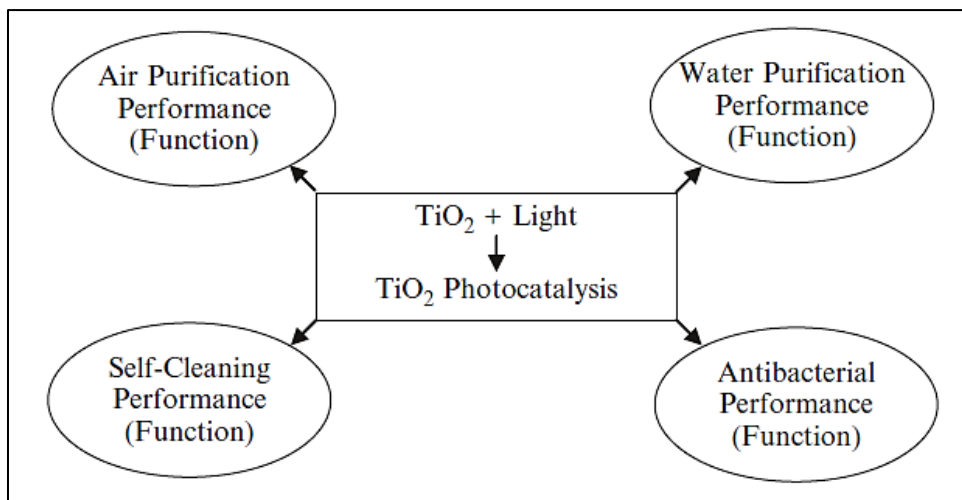 Air Purification
Performance
(Function)
Water Purification
Performance
(Function)
TiO₂ + Light
TiO₂ Photocatalysis
Self-Cleaning
Performance
(Function)
Antibacterial
Performance
(Function)